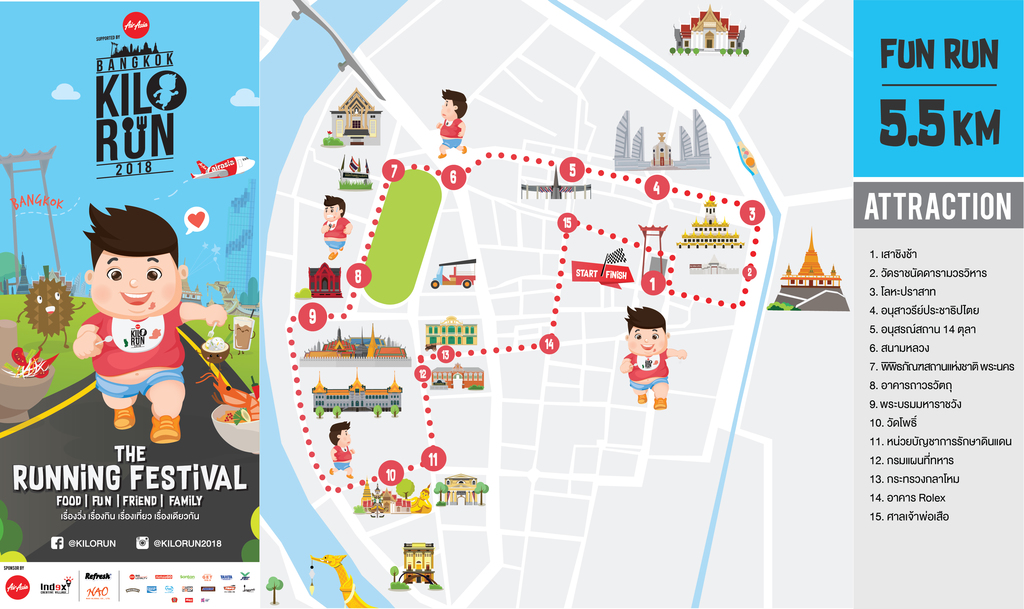 AirAsia
SUPPORTED BY
BANGKOK
KILO
RUN
2018
airasia
BANGKOK
KILO
RUN
THE
RUNNING FESTIVAL
FOOD | FUN | FRIEND | FAMILY
เรื่องวิ่ง เรื่องกิน เรื่องเที่ยว เรื่องเดียวกัน
@KILORUN
@KILORUN2018
SPONSOR BY
AirAsia
index
CREATIVE VILLAGE
Refresh
NAO
7
6
5
4
3
15
START
FINISH
1
2
8
9
14
13
12
11
10
FUN RUN
5.5 KM
ATTRACTION
1. เสาชิงช้า
2. วัดราชนัดดารามวรวิหาร
3. โลหะปราสาท
4. อนุสาวรีย์ประชาธิปไตย
5. อนุสรณ์สถาน 14 ตุลา
6. สนามหลวง
7. พิพิธภัณฑสถานแห่งชาติ พระนคร
8. อาคารถาวรวัตถุ
9. พระบรมมหาราชวัง
10. วัดโพธิ์
11. หน่วยบัญชาการรักษาดินแดน
12. กรมแผนที่ทหาร
13. กระทรวงกลาโหม
14. อาคาร Rolex
15. ศาลเจ้าพ่อเสือ